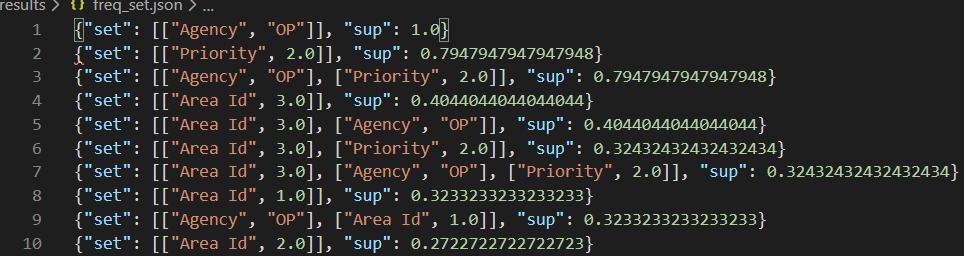 results > {} freq_set.json > ...
1 {"set": [["Agency", "OP"]], "sup": 1.0}
2 {"set": [["Priority", 2.0]], "sup": 0.7947947947947948}
3 {"set": [["Agency", "OP"], ["Priority", 2.0]], "sup": 0.7947947947947948}
4 {"set": [["Area Id", 3.0]], "sup": 0.4044044044044044}
5 {"set": [["Area Id", 3.0], ["Agency", "OP"]], "sup": 0.4044044044044044}
6 {"set": [["Area Id", 3.0], ["Priority", 2.0]], "sup": 0.32432432432432434}
7 {"set": [["Area Id", 3.0], ["Agency", "OP"], ["Priority", 2.0]], "sup": 0.32432432432432434}
8 {"set": [["Area Id", 1.0]], "sup": 0.3233233233233233}
9 {"set": [["Agency", "OP"], ["Area Id", 1.0]], "sup": 0.3233233233233233}
10 {"set": [["Area Id", 2.0]], "sup": 0.2722722722722723}